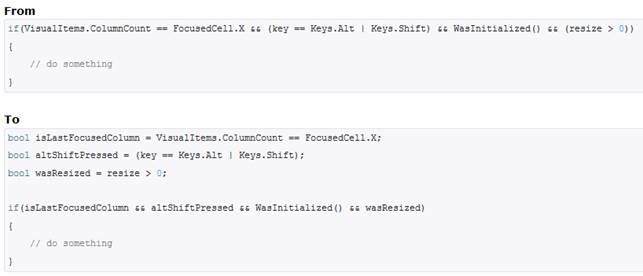 From
if(VisualItems.ColumnCount == FocusedCell.X && (key == Keys.Alt | Keys.Shift) && WasInitialized() && (resize > 0))
{
// do something
}
To
bool isLastFocusedColumn = VisualItems.ColumnCount == FocusedCell.X;
bool altShiftPressed = (key == Keys.Alt | Keys.Shift);
bool wasResized = resize > 0;
if(isLastFocusedColumn && altShiftPressed && WasInitialized() && wasResized)
{
// do something
}